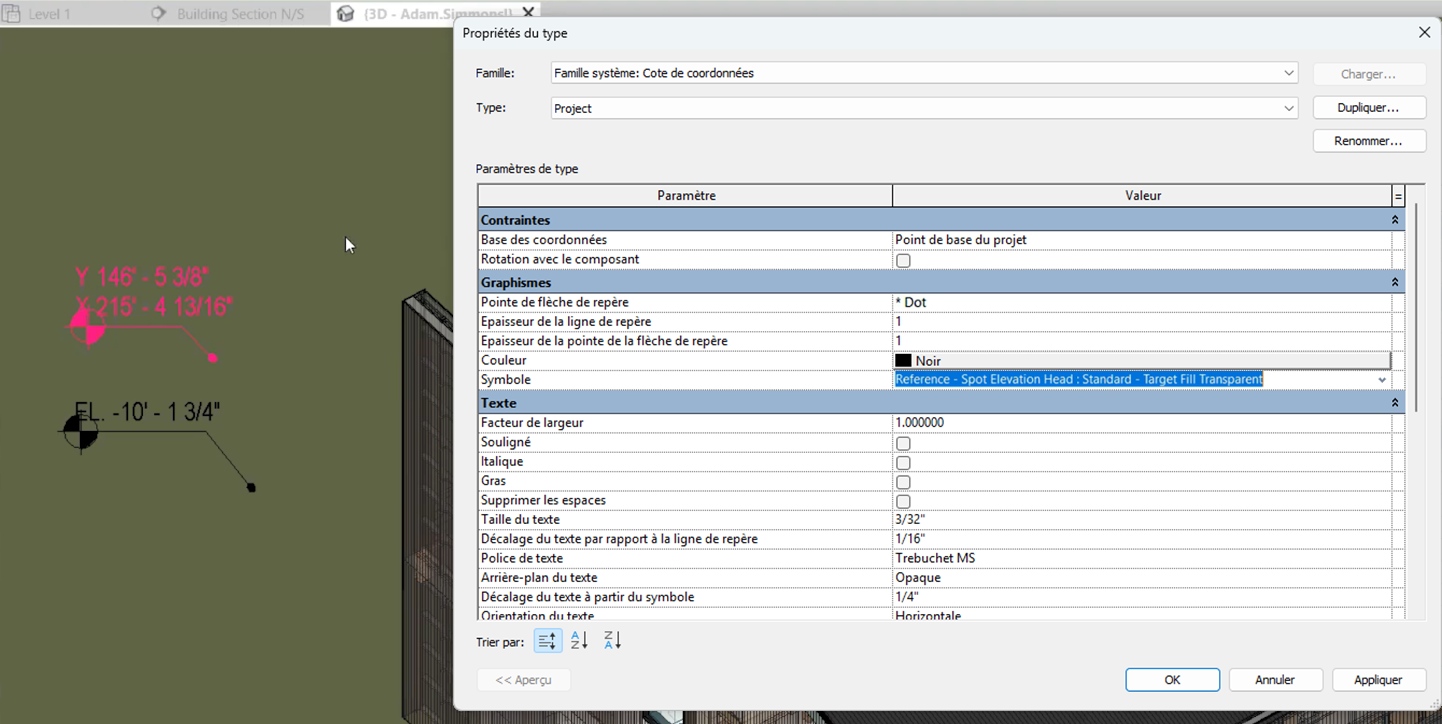 Level 1
Building Section N/S
(3D - Adam.SimmonsI)
Propriétés du type
Famille:
Famille système: Cote de coordonnées
Charger...
Type:
Project
Dupliquer...
Renommer...
Paramètres de type
Paramètre Valeur =
Contraintes
Base des coordonnées Point de base du projet
Rotation avec le composant
Graphismes
Pointe de flèche de repère * Dot
Epaisseur de la ligne de repère 1
Epaisseur de la pointe de la flèche de repère 1
Couleur Noir
Symbole Reference - Spot Elevation Head : Standard - Target Fill Transparent
Texte
Facteur de largeur 1.000000
Souligné
Italique
Gras
Supprimer les espaces
Taille du texte 3/32"
Décalage du texte par rapport à la ligne de repère 1/16"
Police de texte Trebuchet MS
Arrière-plan du texte Opaque
Décalage du texte à partir du symbole 1/4"
Orientation du texte Horizontale
Trier par:
<< Aperçu
OK
Annuler
Appliquer
Y 146' - 5 3/8"
X 215' - 4 13/16"
EL. -10' - 1 3/4"